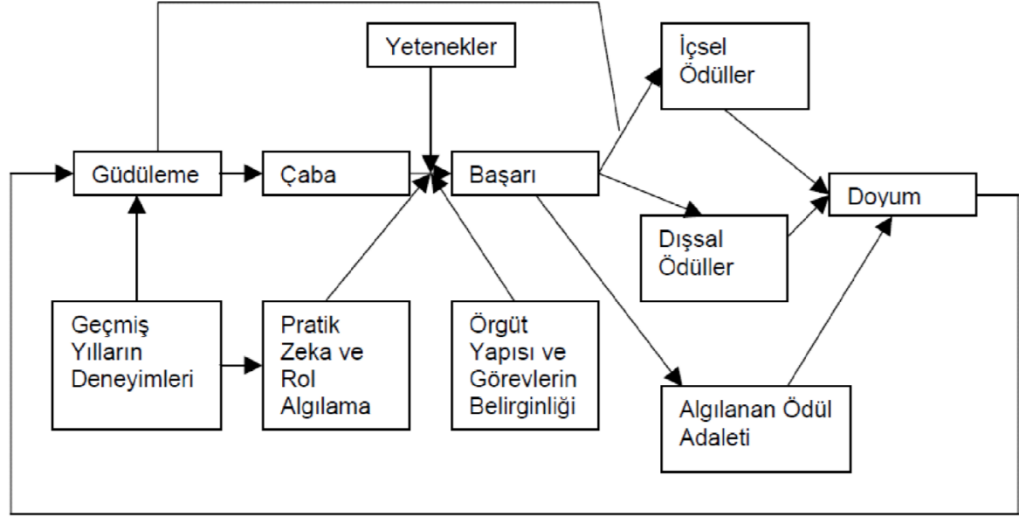 Yetenekler
İçsel
Ödüller
Güdüleme
Çaba
Başarı
Doyum
Dışsal
Ödüller
Geçmiş
Yılların
Deneyimleri
Pratik
Zeka ve
Rol
Algılama
Örgüt
Yapısı ve
Görevlerin
Belirginliği
Algılanan Ödül
Adaleti